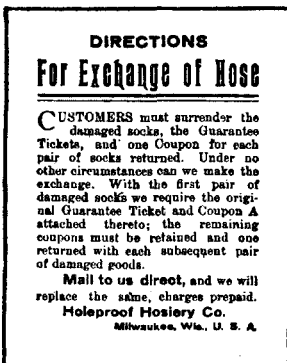 DIRECTIONS
For Exchange of Hose
CUSTOMERS must surrender the
damaged socks, the Guarantee
Tickets, and one Coupon for each
pair of socks returned. Under no
other circumstances can we make the
exchange. With the first pair of
damaged socks we require the origi-
nal Guarantee Ticket and Coupon A
attached thereto; the remaining
coupons must be retained and one
returned with each subsequent pair
of damaged goods.
Mail to us direct, and we will
replace the same, charges prepaid.
Holeproof Hosiery Co.
Milwaukee, Wis., U. S. A.